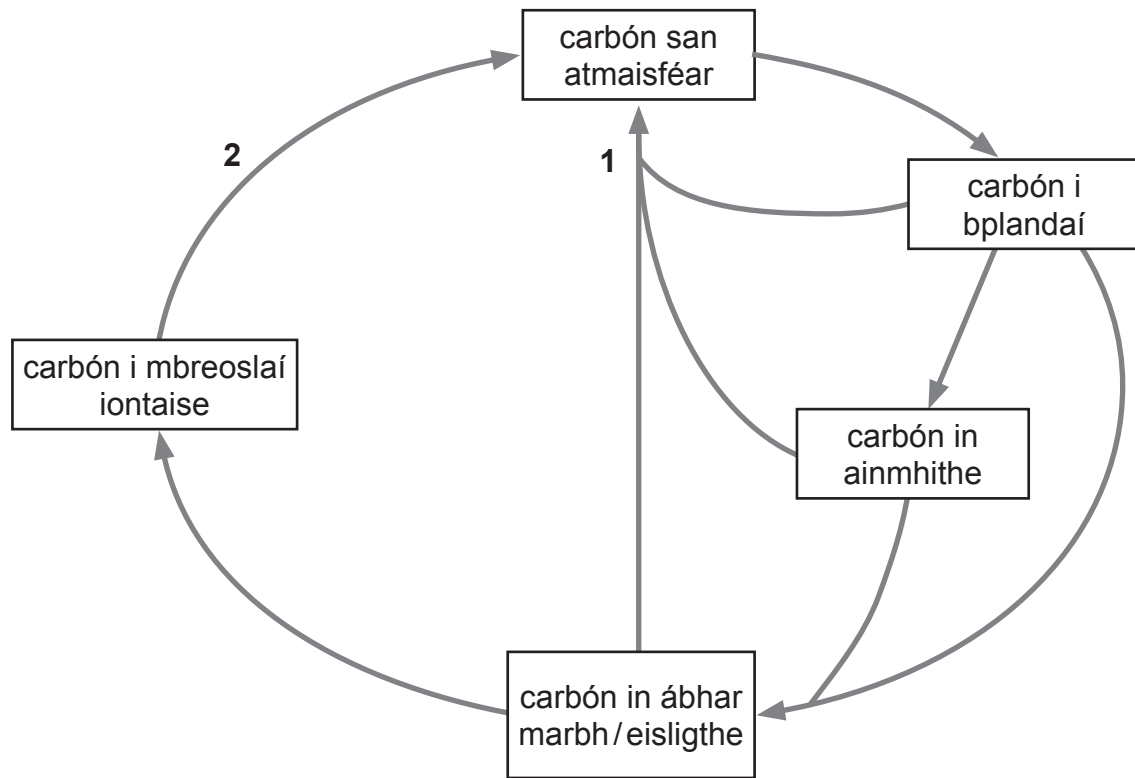 carbón san
atmaisféar
2
1
carbón i
bplandaí
carbón i mbreoslaí
iontaise
carbón in
ainmhithe
carbón in ábhar
marbh / eisligthe